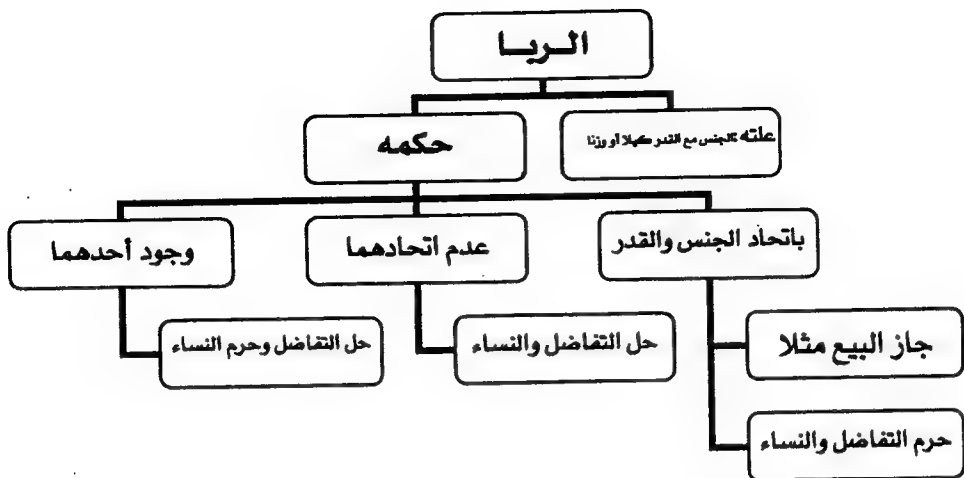 الربا
علته: الجنس مع القدر كيلا أو وزنا
حكمه
باتحاد الجنس والقدر
عدم اتحادهما
وجود أحدهما
جاز البيع مثلا
حرم التفاضل والنساء
حل التفاضل والنساء
حل التفاضل وحرم النساء